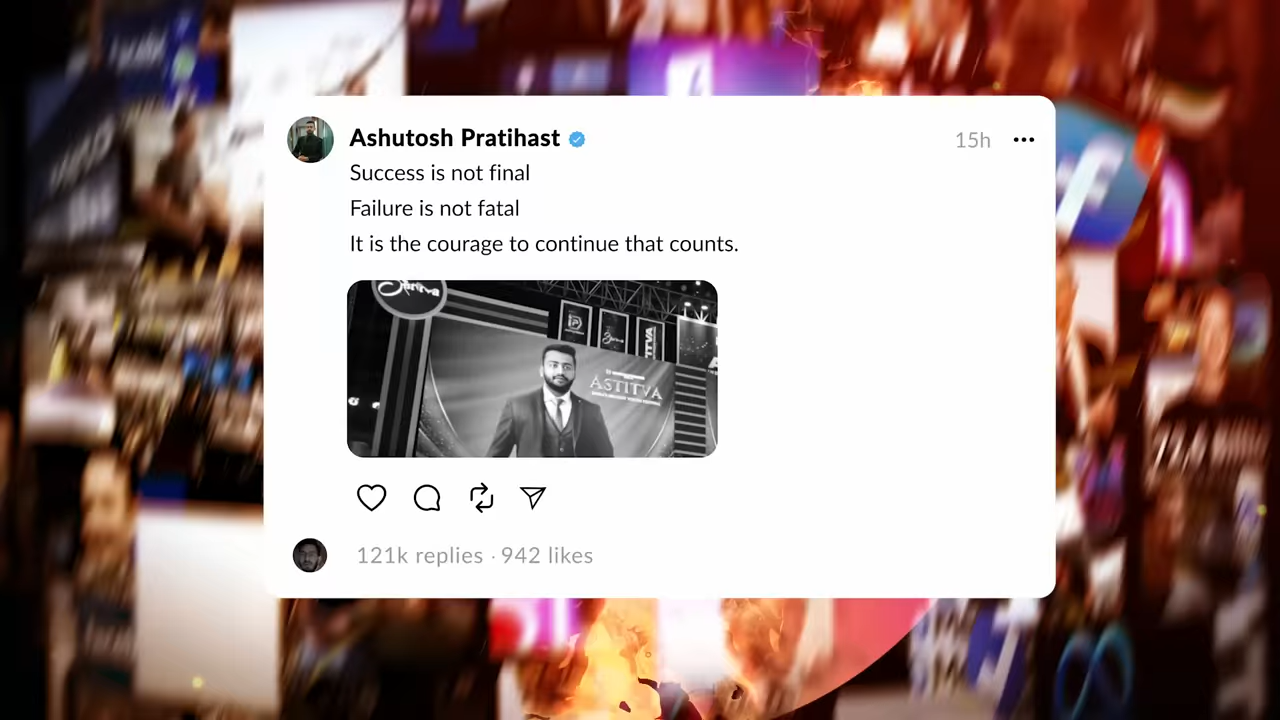 Ashutosh Pratihast
15h
Success is not final
Failure is not fatal
It is the courage to continue that counts.
ASTITVA
121k replies · 942 likes